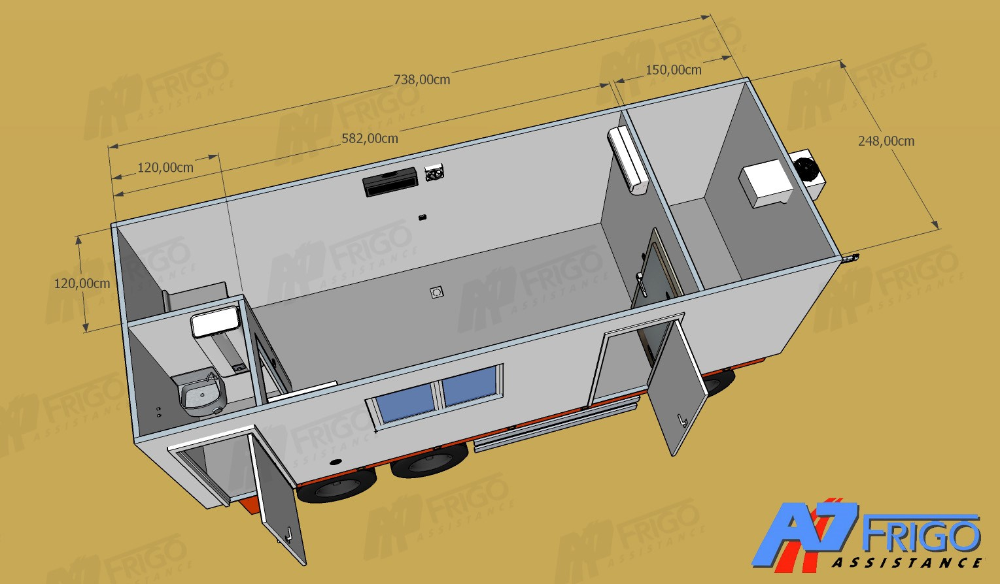 738,00cm
150,00cm
582,00cm
248,00cm
120,00cm
120,00cm
A7 FRIGO
ASSISTANCE